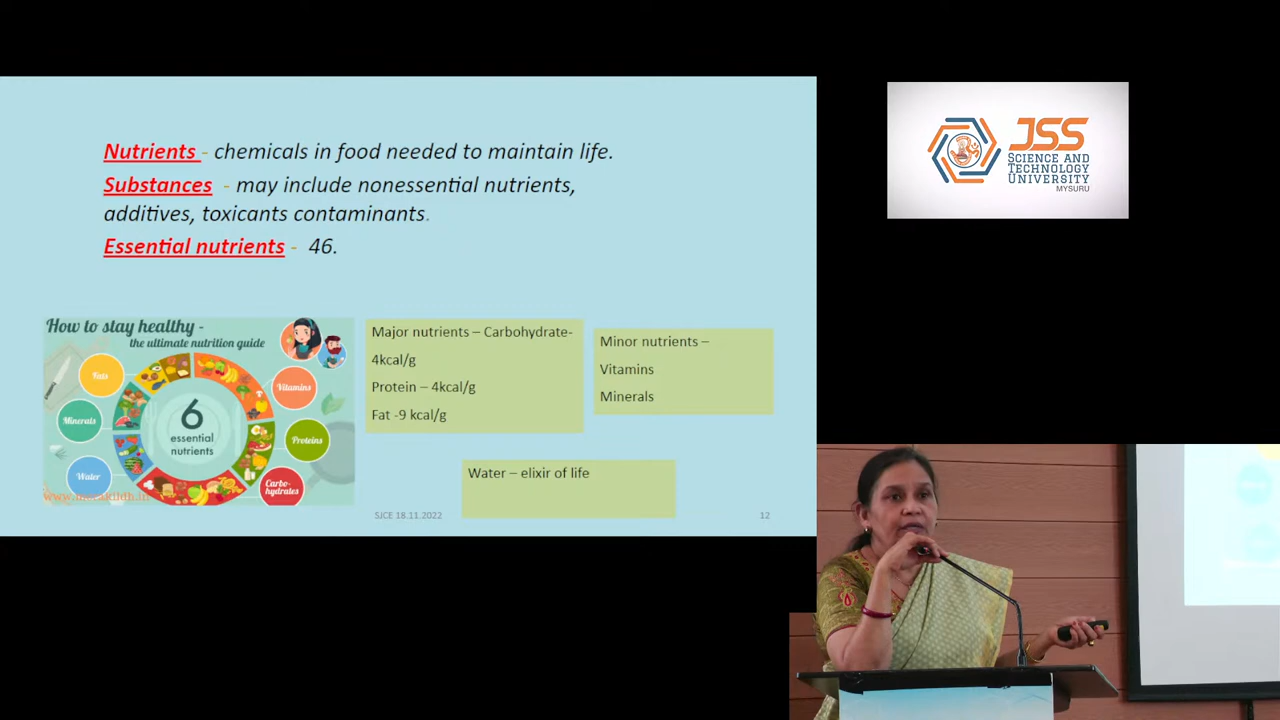 Nutrients - chemicals in food needed to maintain life.
Substances - may include nonessential nutrients,
additives, toxicants contaminants.
Essential nutrients - 46.
How to stay healthy -
the ultimate nutrition guide
Fats
Vitamins
Minerals
6
essential
nutrients
Proteins
Water
Carbo-
hydrates
Major nutrients – Carbohydrate-
4kcal/g
Protein – 4kcal/g
Fat -9 kcal/g
Minor nutrients –
Vitamins
Minerals
Water – elixir of life
SJCE 18.11.2022
12
JSS
SCIENCE AND
TECHNOLOGY
UNIVERSITY
MYSURU